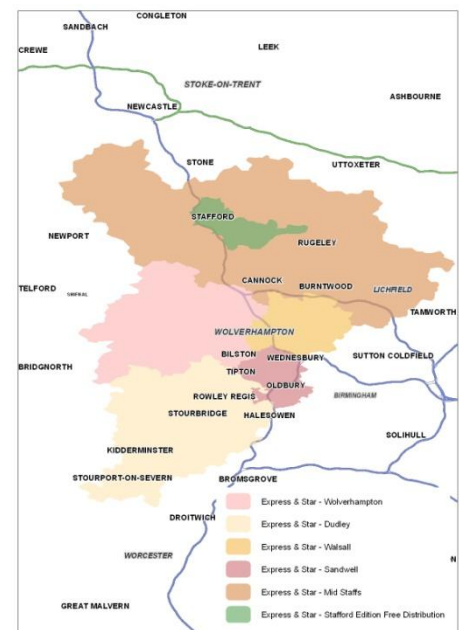 CONGLETON
SANDBACH
CREWE
LEEK
STOKE-ON-TRENT
ASHBOURNE
NEWCASTLE
STONE
UTTOXETER
STAFFORD
NEWPORT
RUGELEY
CANNOCK
BURNTWOOD
LICHFIELD
TELFORD
TAMWORTH
WOLVERHAMPTON
BILSTON
WEDNESBURY
SUTTON COLDFIELD
BRIDGNORTH
TIPTON
OLDBURY
ROWLEY REGIS
BIRMINGHAM
STOURBRIDGE
HALESOWEN
SOLIHULL
KIDDERMINSTER
STOURPORT-ON-SEVERN
BROMSGROVE
DROITWICH
WORCESTER
GREAT MALVERN
N
Express & Star - Wolverhampton
Express & Star - Dudley
Express & Star - Walsall
Express & Star - Sandwell
Express & Star - Mid Staffs
Express & Star - Stafford Edition Free Distribution